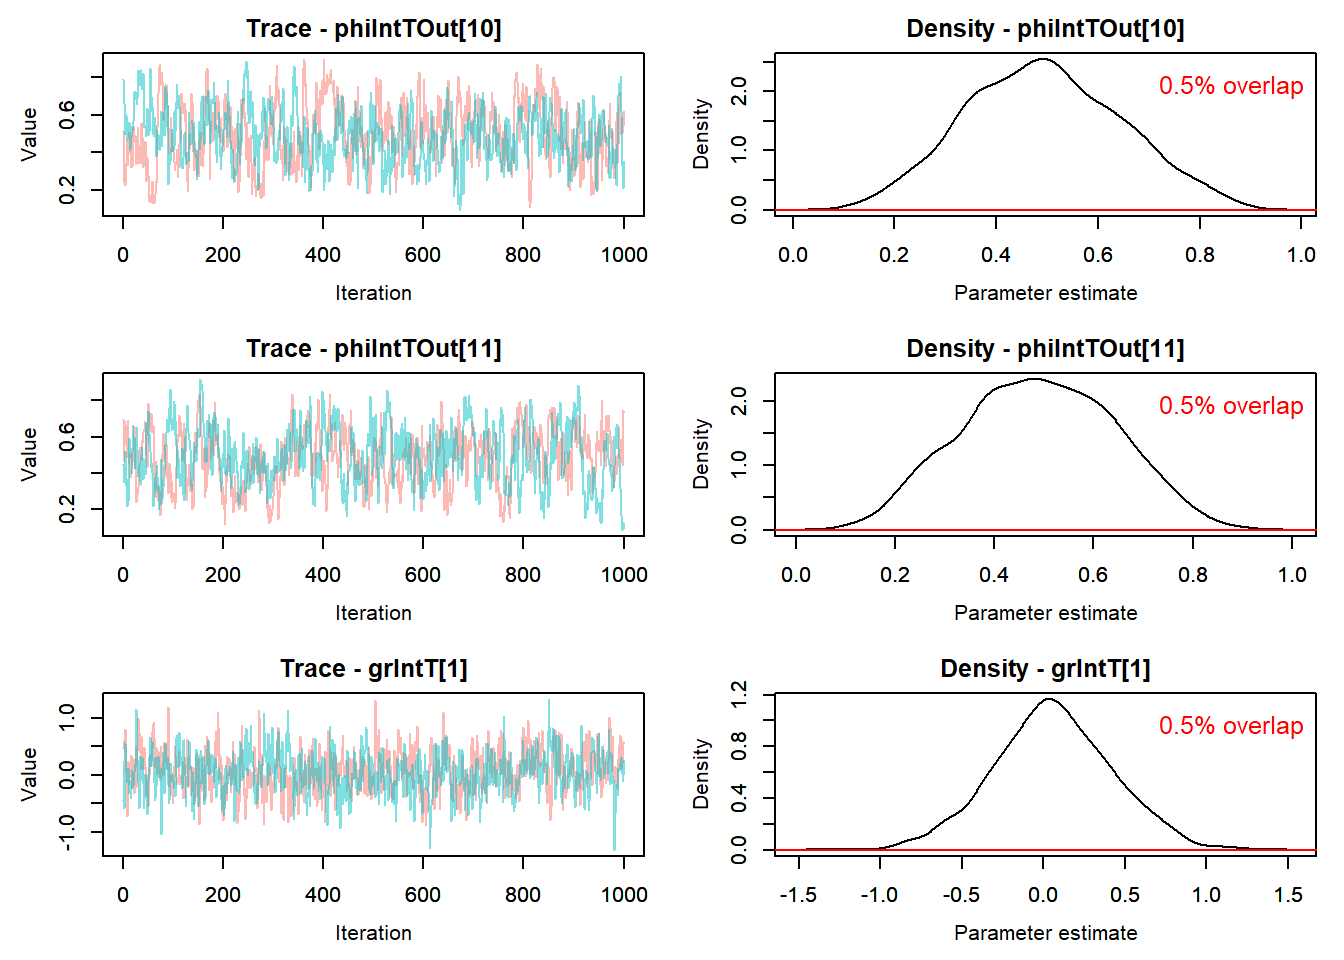 Trace - phiIntTOut[10]
Value
0.2 0.6
0 200 400 600 800 1000
Iteration
Density - phiIntTOut[10]
0.5% overlap
Density
0.0 1.0 2.0
0.0 0.2 0.4 0.6 0.8 1.0
Parameter estimate
Trace - phiIntTOut[11]
Value
0.2 0.6
0 200 400 600 800 1000
Iteration
Density - phiIntTOut[11]
0.5% overlap
Density
0.0 1.0 2.0
0.0 0.2 0.4 0.6 0.8 1.0
Parameter estimate
Trace - grIntT[1]
Value
-1.0 0.0 1.0
0 200 400 600 800 1000
Iteration
Density - grIntT[1]
0.5% overlap
Density
0.0 0.4 0.8 1.2
-1.5 -1.0 -0.5 0.0 0.5 1.0 1.5
Parameter estimate